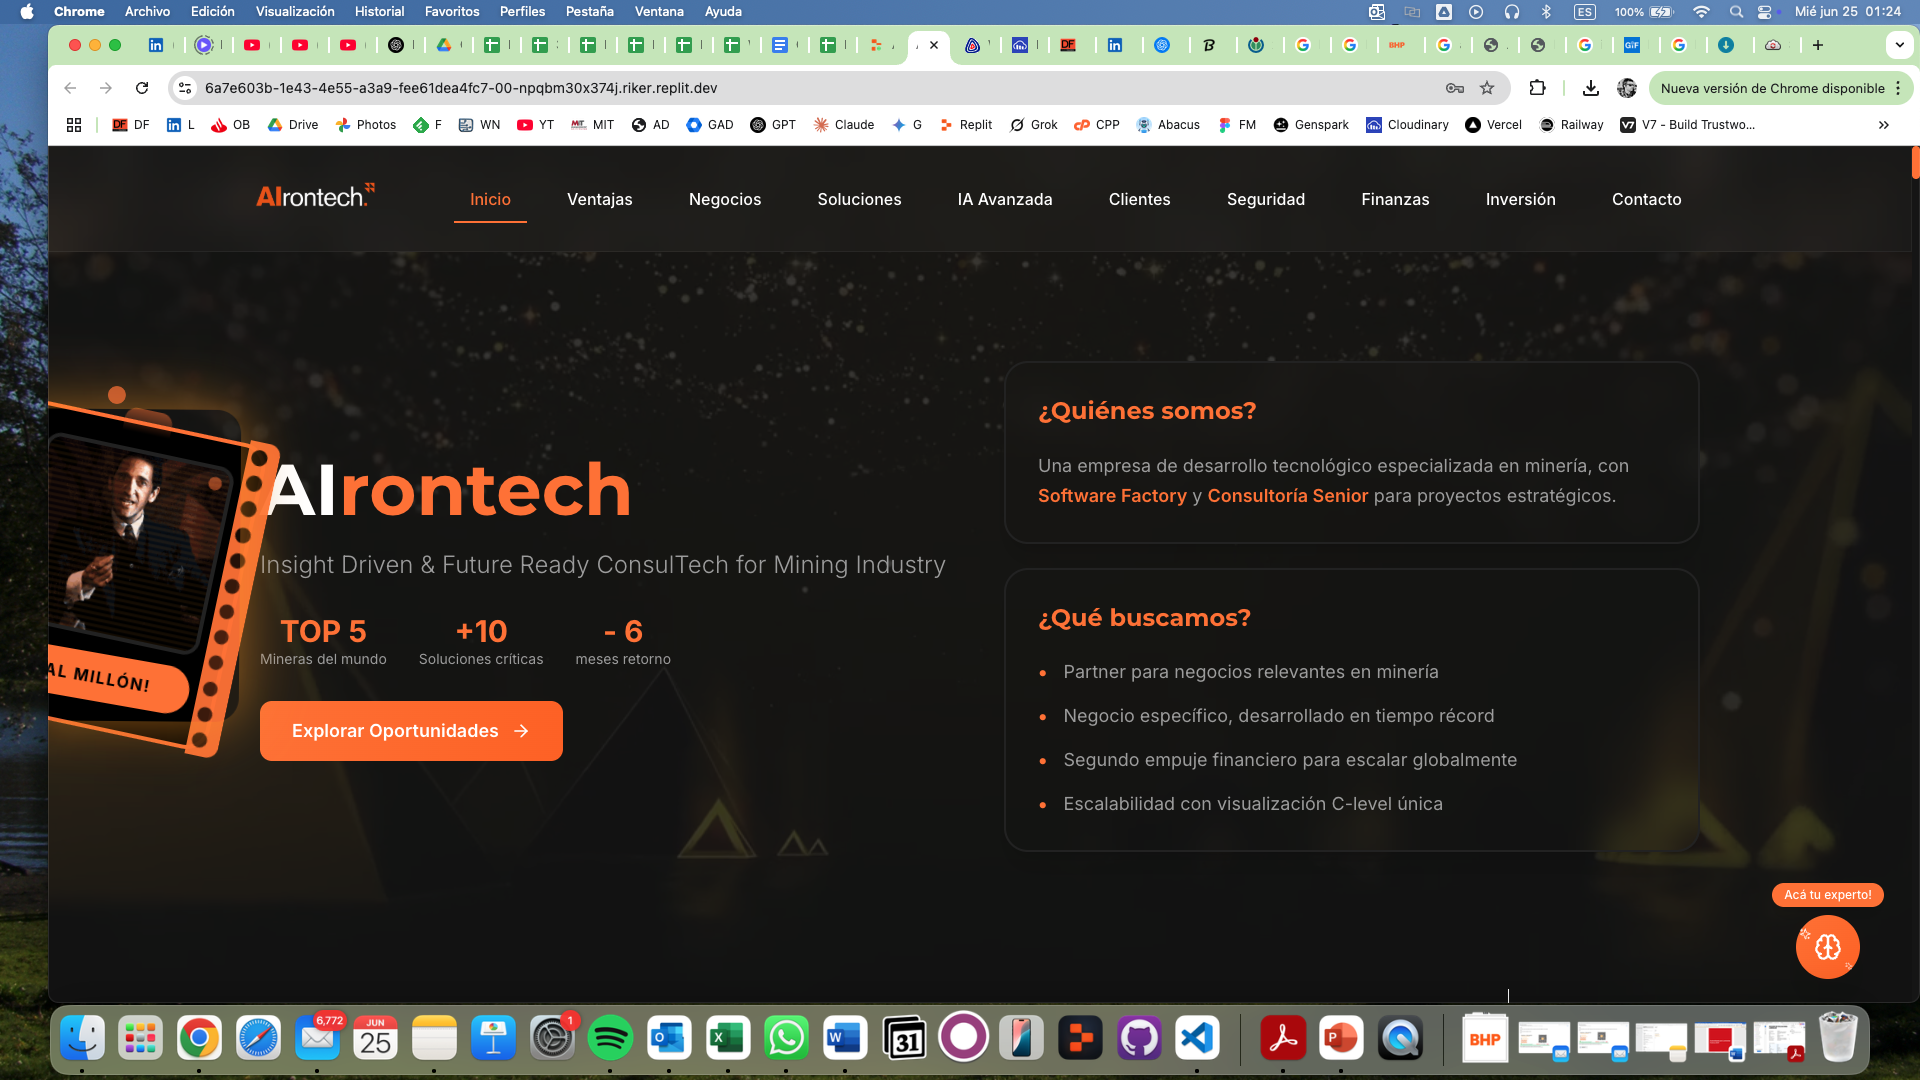 Chrome Archivo Edición Visualización Historial Favoritos Perfiles Pestaña Ventana Ayuda
ES 100% Mié jun 25 01:24
6a7e603b-1e43-4e55-a3a9-fee61dea4fc7-00-npqbm30x374j.riker.replit.dev
Nueva versión de Chrome disponible
DF L OB Drive Photos F WN YT MIT AD GAD GPT Claude G Replit Grok CPP Abacus FM Genspark Cloudinary Vercel Railway V7 - Build Trustwo...
AIrontech.
Inicio Ventajas Negocios Soluciones IA Avanzada Clientes Seguridad Finanzas Inversión Contacto
AL MILLÓN!
AIrontech
Insight Driven & Future Ready ConsulTech for Mining Industry
TOP 5 +10 - 6
Mineras del mundo Soluciones críticas meses retorno
Explorar Oportunidades →
¿Quiénes somos?
Una empresa de desarrollo tecnológico especializada en minería, con
Software Factory y Consultoría Senior para proyectos estratégicos.
¿Qué buscamos?
• Partner para negocios relevantes en minería
• Negocio específico, desarrollado en tiempo récord
• Segundo empuje financiero para escalar globalmente
• Escalabilidad con visualización C-level única
Acá tu experto!
6,772
JUN
25
1
31
BHP